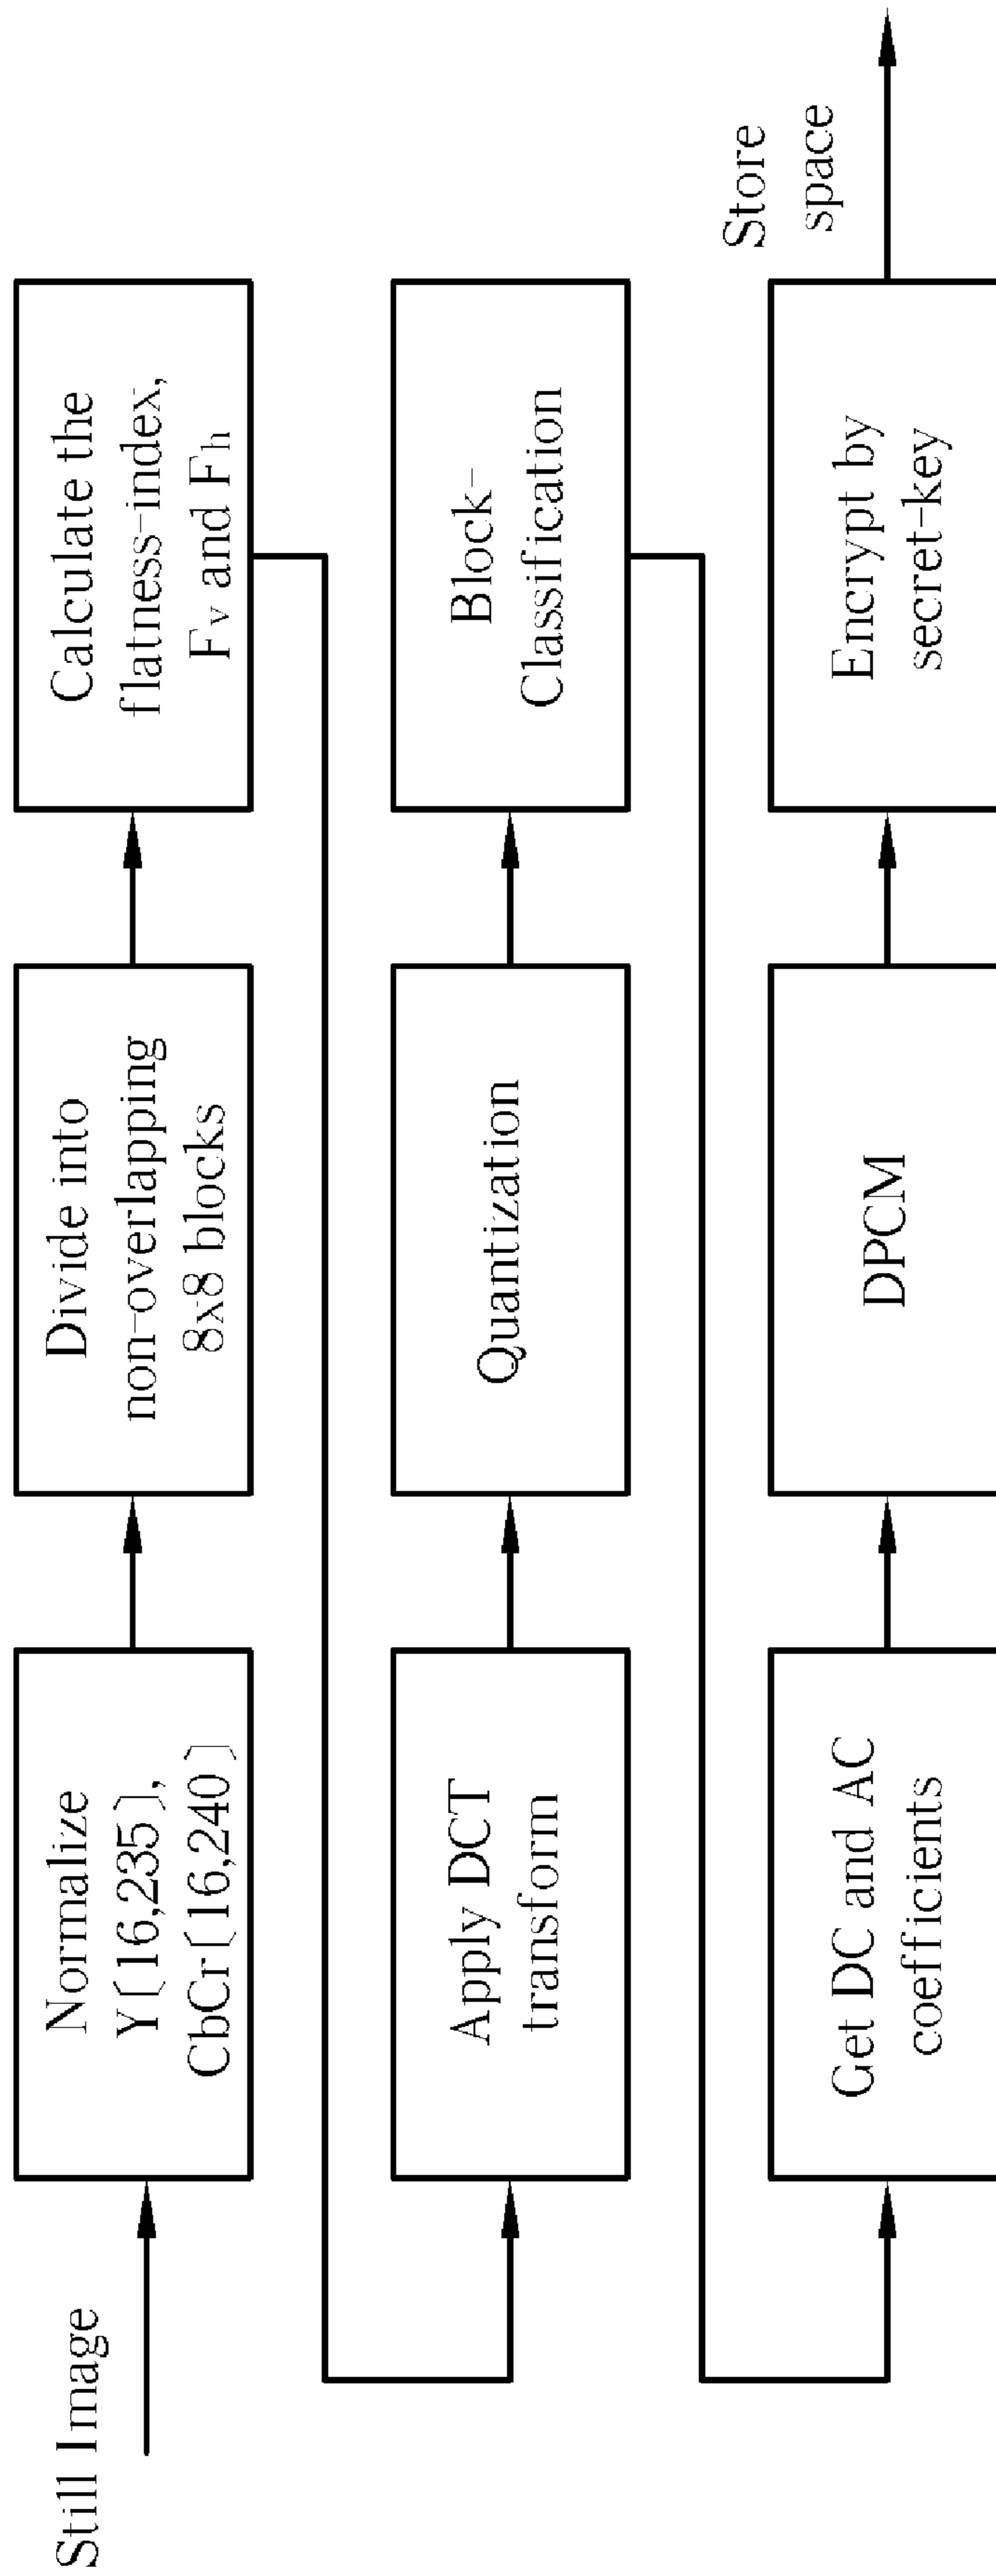 Still Image
Normalize
Y[16,235],
CbCr[16,240]
Divide into
non-overlapping
8x8 blocks
Calculate the
flatness-index,
Fv and Fh
Apply DCT
transform
Quantization
Block-
Classification
Get DC and AC
coefficients
DPCM
Encrypt by
secret-key
Store
space